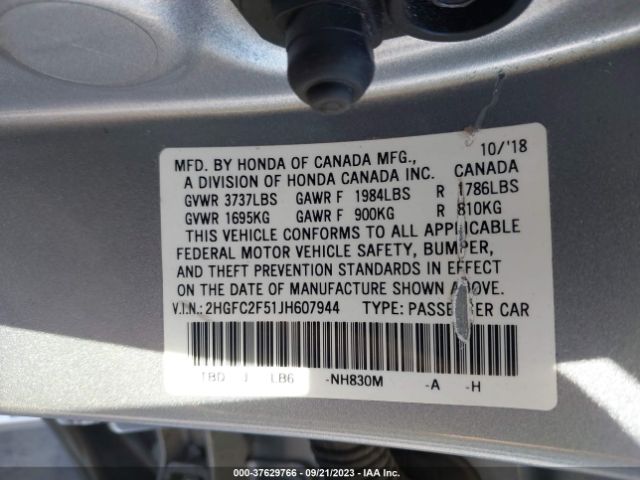 10/'18
MFD. BY HONDA OF CANADA MFG., CANADA
A DIVISION OF HONDA CANADA INC.
GVWR 3737LBS GAWR F 1984LBS R 1786LBS
GVWR 1695KG GAWR F 900KG R 810KG
THIS VEHICLE CONFORMS TO ALL APPLICABLE
FEDERAL MOTOR VEHICLE SAFETY, BUMPER,
AND THEFT PREVENTION STANDARDS IN EFFECT
ON THE DATE OF MANUFACTURE SHOWN ABOVE.
V.I.N.: 2HGFC2F51JH607944 TYPE: PASSENGER CAR
LB6 -NH830M -A -H
000-37629766 - 09/21/2023 - IAA Inc.